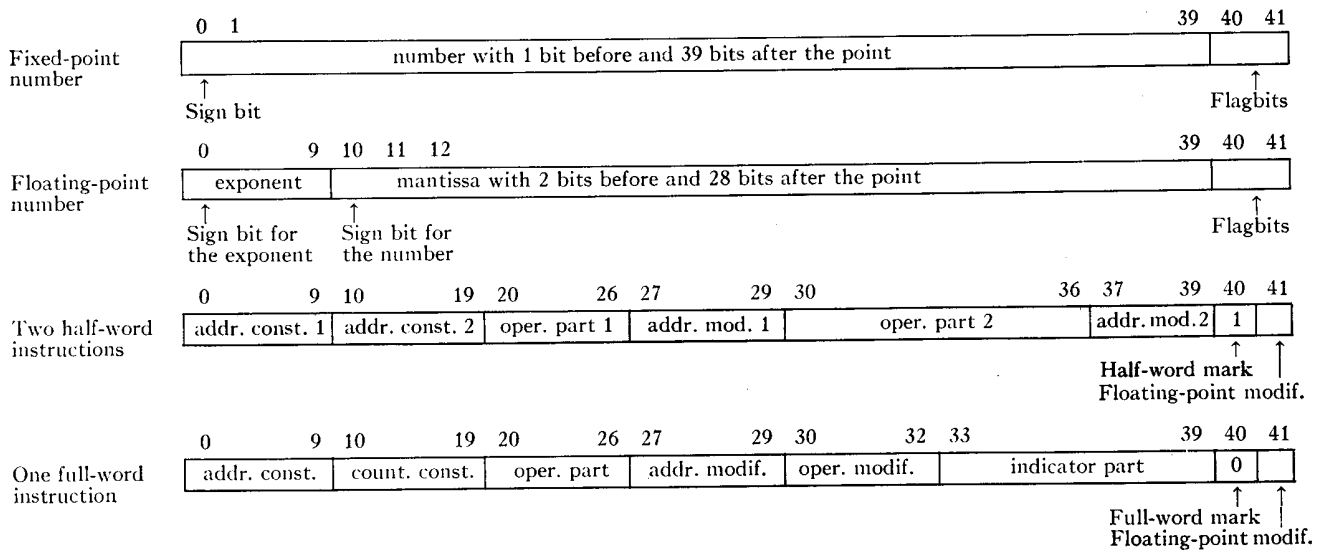 0 1 39 40 41
Fixed-point
number
number with 1 bit before and 39 bits after the point
Sign bit
Flagbits
0 9 10 11 12 39 40 41
Floating-point
number
exponent mantissa with 2 bits before and 28 bits after the point
Sign bit for
the exponent
Sign bit for
the number
Flagbits
0 9 10 19 20 26 27 29 30 36 37 39 40 41
Two half-word
instructions
addr. const. 1 addr. const. 2 oper. part 1 addr. mod. 1 oper. part 2 addr. mod. 2 1
Half-word mark
Floating-point modif.
0 9 10 19 20 26 27 29 30 32 33 39 40 41
One full-word
instruction
addr. const. count. const. oper. part addr. modif. oper. modif. indicator part 0
Full-word mark
Floating-point modif.